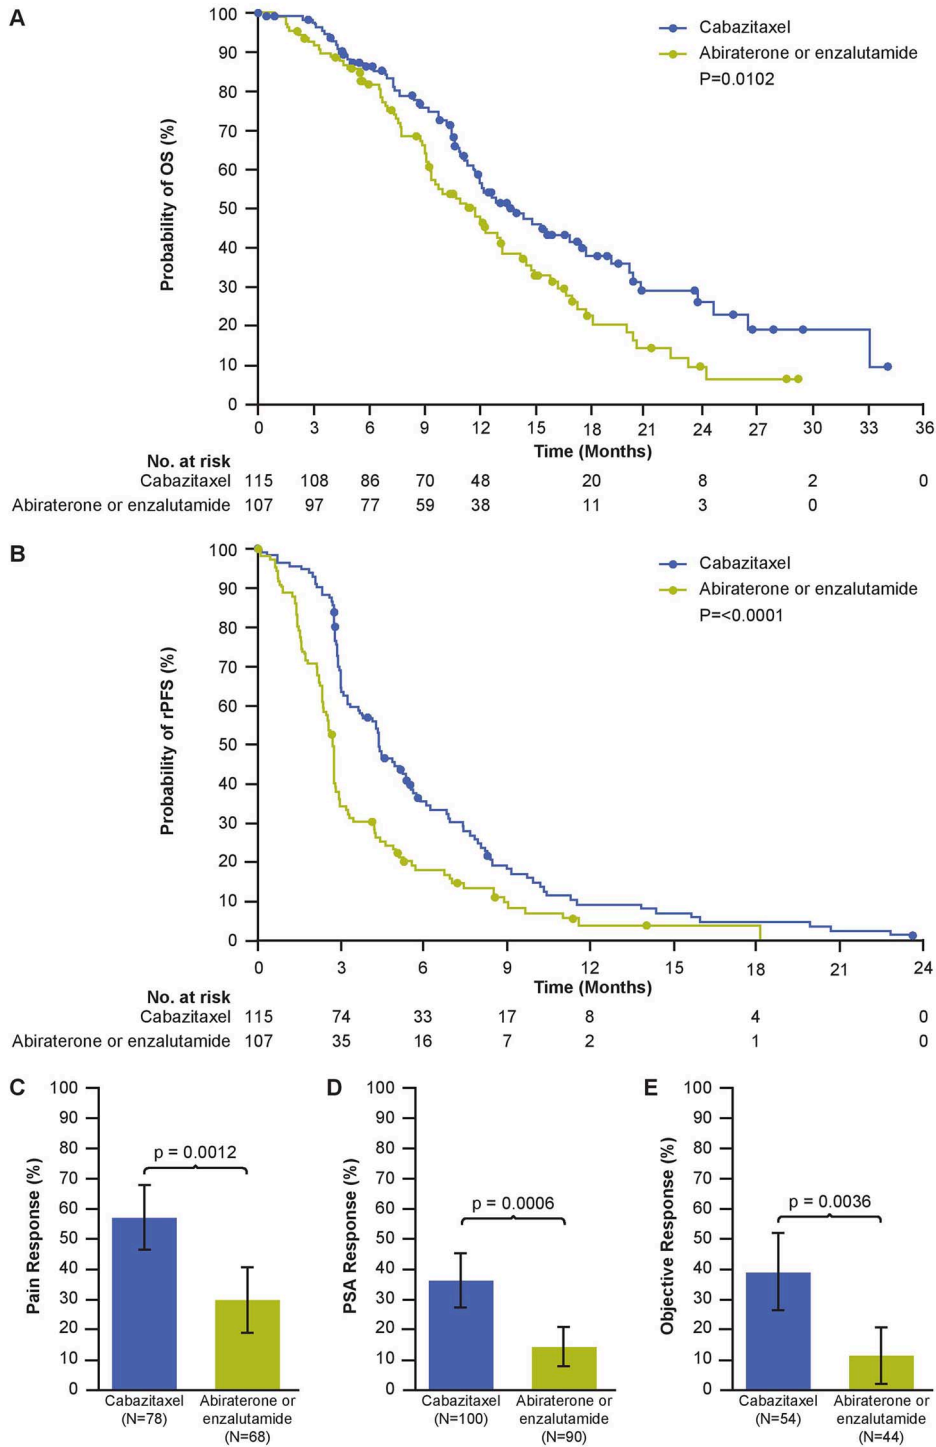 A
Probability of OS (%)
100
90
80
70
60
50
40
30
20
10
0
Cabazitaxel
Abiraterone or enzalutamide
P=0.0102
0 3 6 9 12 15 18 21 24 27 30 33 36
Time (Months)
No. at risk
Cabazitaxel 115 108 86 70 48 20 8 2 0
Abiraterone or enzalutamide 107 97 77 59 38 11 3 0
B
Probability of rPFS (%)
100
90
80
70
60
50
40
30
20
10
0
Cabazitaxel
Abiraterone or enzalutamide
P=<0.0001
0 3 6 9 12 15 18 21 24
Time (Months)
No. at risk
Cabazitaxel 115 74 33 17 8 4 0
Abiraterone or enzalutamide 107 35 16 7 2 1 0
C
Pain Response (%)
100
90
80
70
60
50
40
30
20
10
0
p = 0.0012
Cabazitaxel
(N=78)
Abiraterone or
enzalutamide
(N=68)
D
PSA Response (%)
100
90
80
70
60
50
40
30
20
10
0
p = 0.0006
Cabazitaxel
(N=100)
Abiraterone or
enzalutamide
(N=90)
E
Objective Response (%)
100
90
80
70
60
50
40
30
20
10
0
p = 0.0036
Cabazitaxel
(N=54)
Abiraterone or
enzalutamide
(N=44)